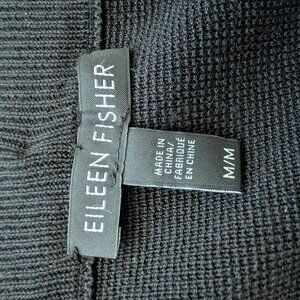 EILEEN FISHER
MADE IN
CHINA/
FABRIQUÉ
EN CHINE
M/M